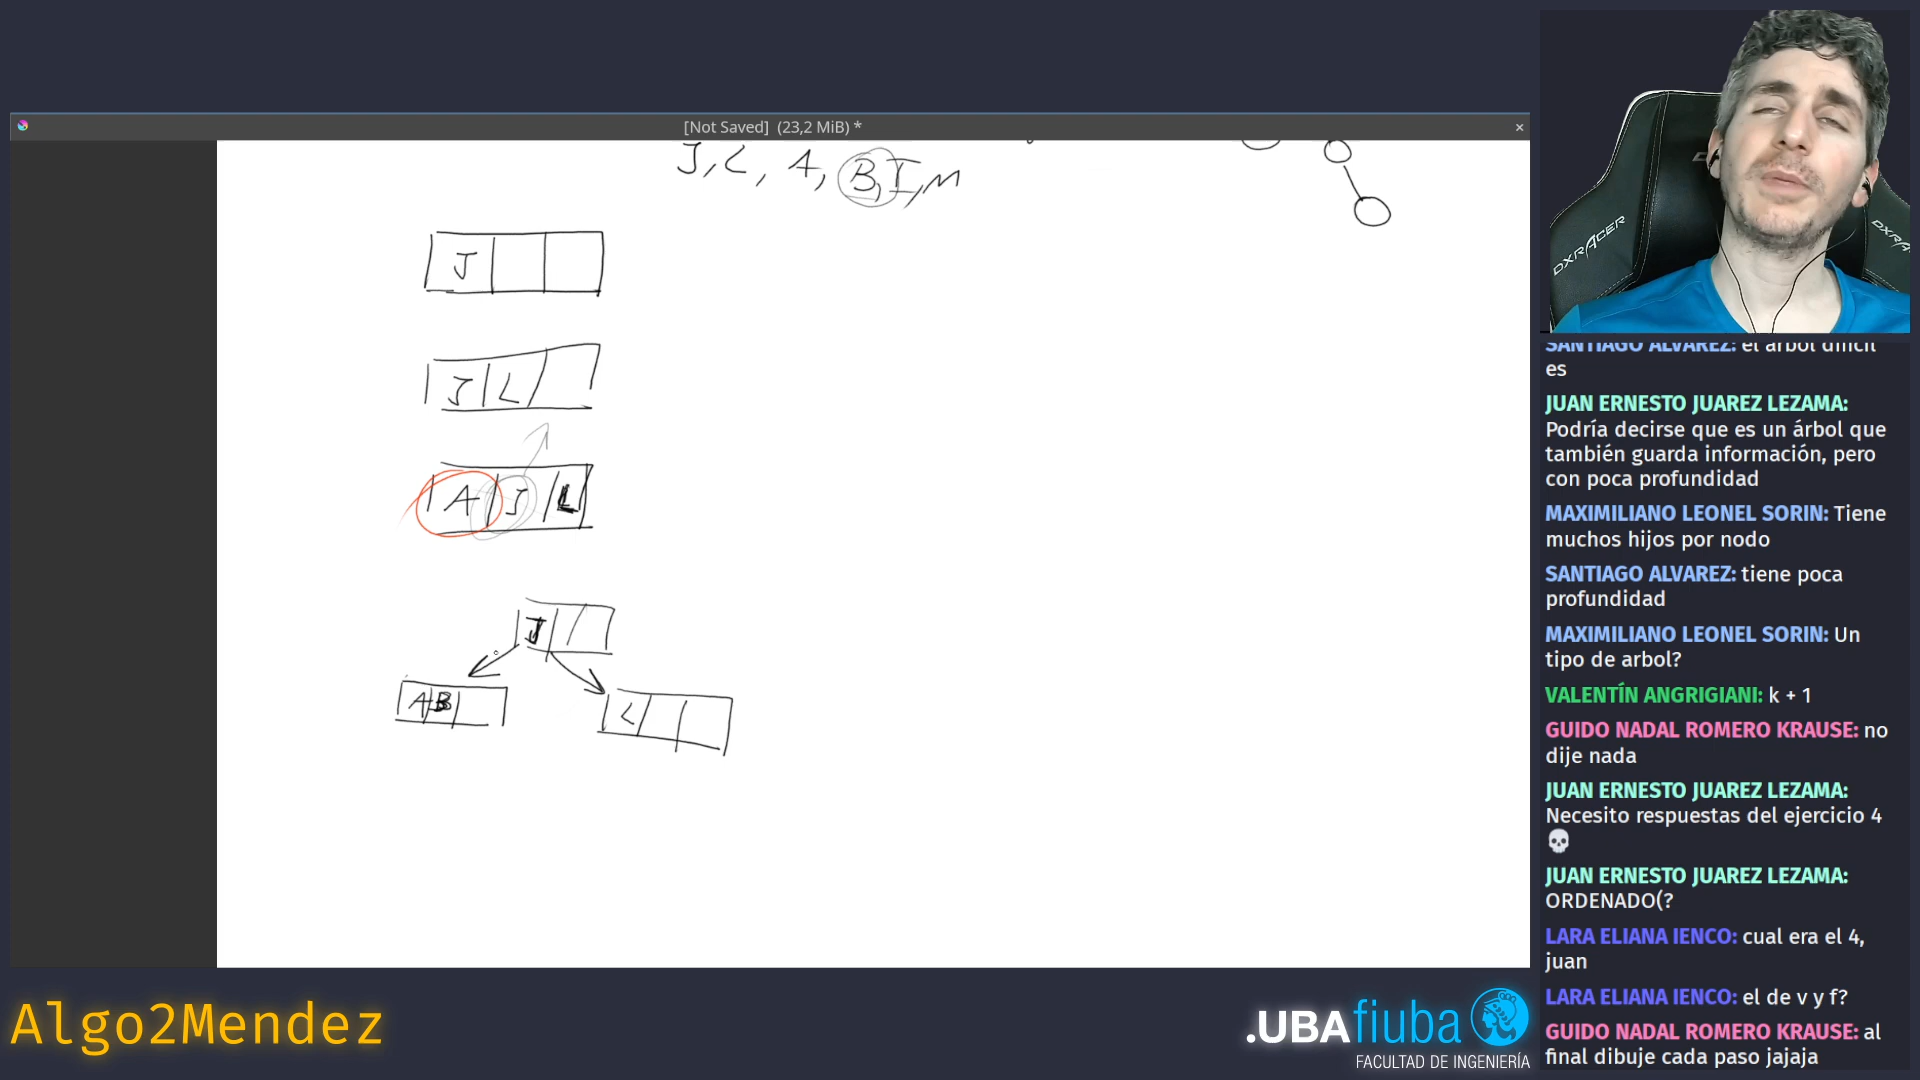 [Not Saved] (23,2 MiB) *
×
J, L, A, B, I, M
J
J L
A J L
J
A B
L
DXRACER
DXRA
SANTIAGO ALVAREZ: el arbol dificil
es
JUAN ERNESTO JUAREZ LEZAMA:
Podría decirse que es un árbol que
también guarda información, pero
con poca profundidad
MAXIMILIANO LEONEL SORIN: Tiene
muchos hijos por nodo
SANTIAGO ALVAREZ: tiene poca
profundidad
MAXIMILIANO LEONEL SORIN: Un
tipo de arbol?
VALENTÍN ANGRIGIANI: k + 1
GUIDO NADAL ROMERO KRAUSE: no
dije nada
JUAN ERNESTO JUAREZ LEZAMA:
Necesito respuestas del ejercicio 4
💀
JUAN ERNESTO JUAREZ LEZAMA:
ORDENADO(?
LARA ELIANA IENCO: cual era el 4,
juan
LARA ELIANA IENCO: el de v y f?
GUIDO NADAL ROMERO KRAUSE: al
final dibuje cada paso jajaja
Algo2Mendez
.UBAfiuba
FACULTAD DE INGENIERÍA